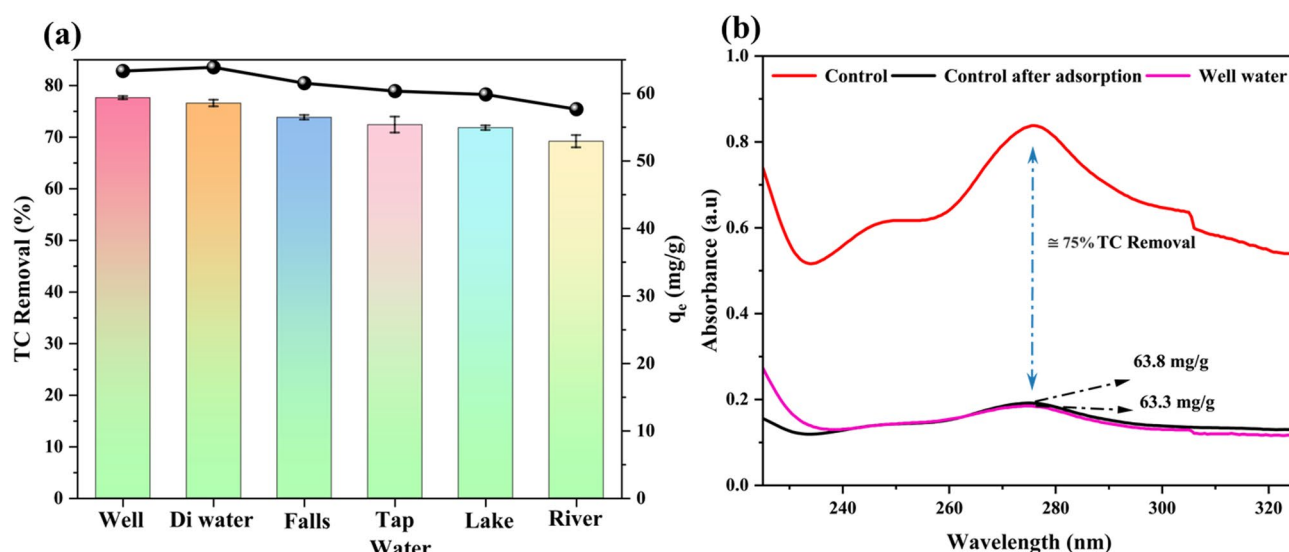 (a)
TC Removal (%)
80
70
60
50
40
30
20
10
0
Well
Di water
Falls
Tap
Lake
River
Water
60
50
40
30
20
10
0
qₑ (mg/g)
(b)
Absorbance (a.u)
1.0
0.8
0.6
0.4
0.2
0.0
Control
Control after adsorption
Well water
≅ 75% TC Removal
63.8 mg/g
63.3 mg/g
240
260
280
300
320
Wavelength (nm)